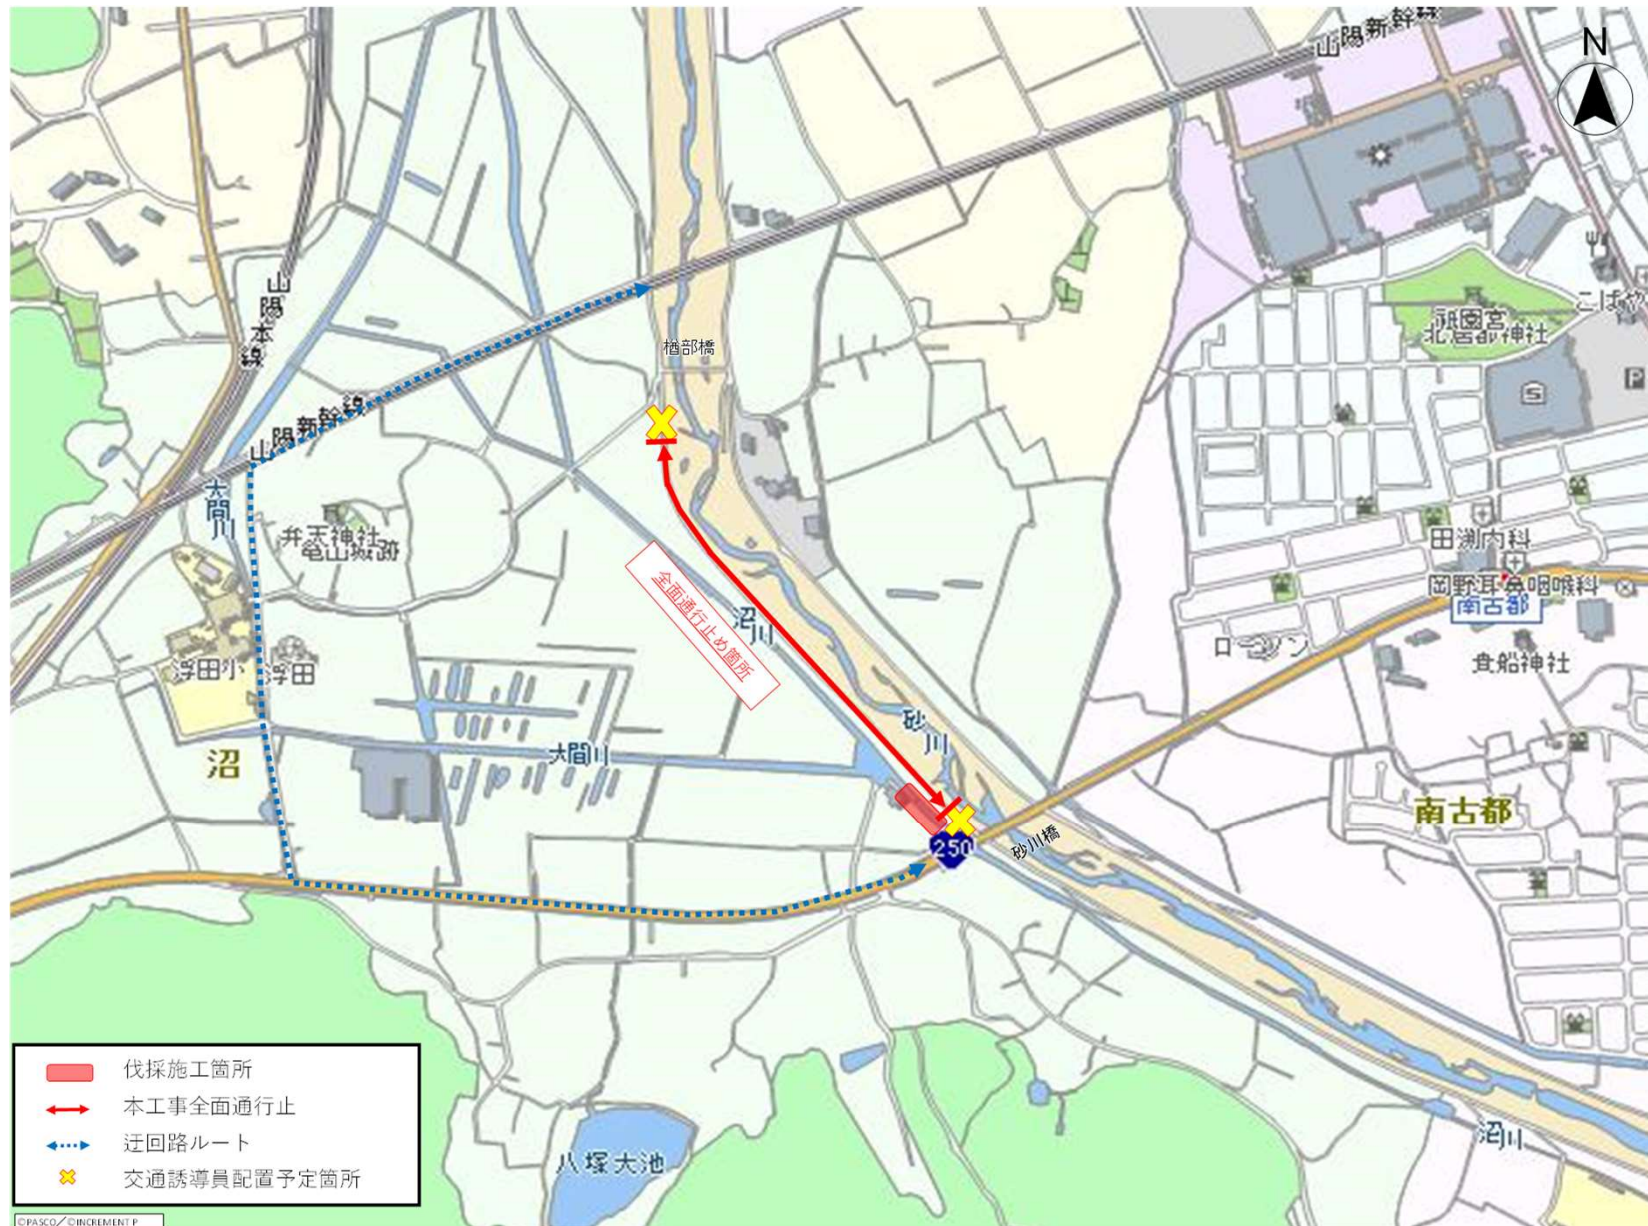 山陽新幹線
N
山陽本線
こばや
祇園宮
北居都神社
楢部橋
P
S
山陽新幹線
大間川
弁天神社
亀山城跡
田淵内科
岡野耳鼻咽喉科
南古都
全面通行止め箇所
沼川
ローソン
貴船神社
浮田小
浮田
砂川
沼
大間川
南古都
250
砂川橋
伐採施工箇所
本工事全面通行止
迂回路ルート
交通誘導員配置予定箇所
八塚大池
沼川
©PASCO／©INCREMENT P